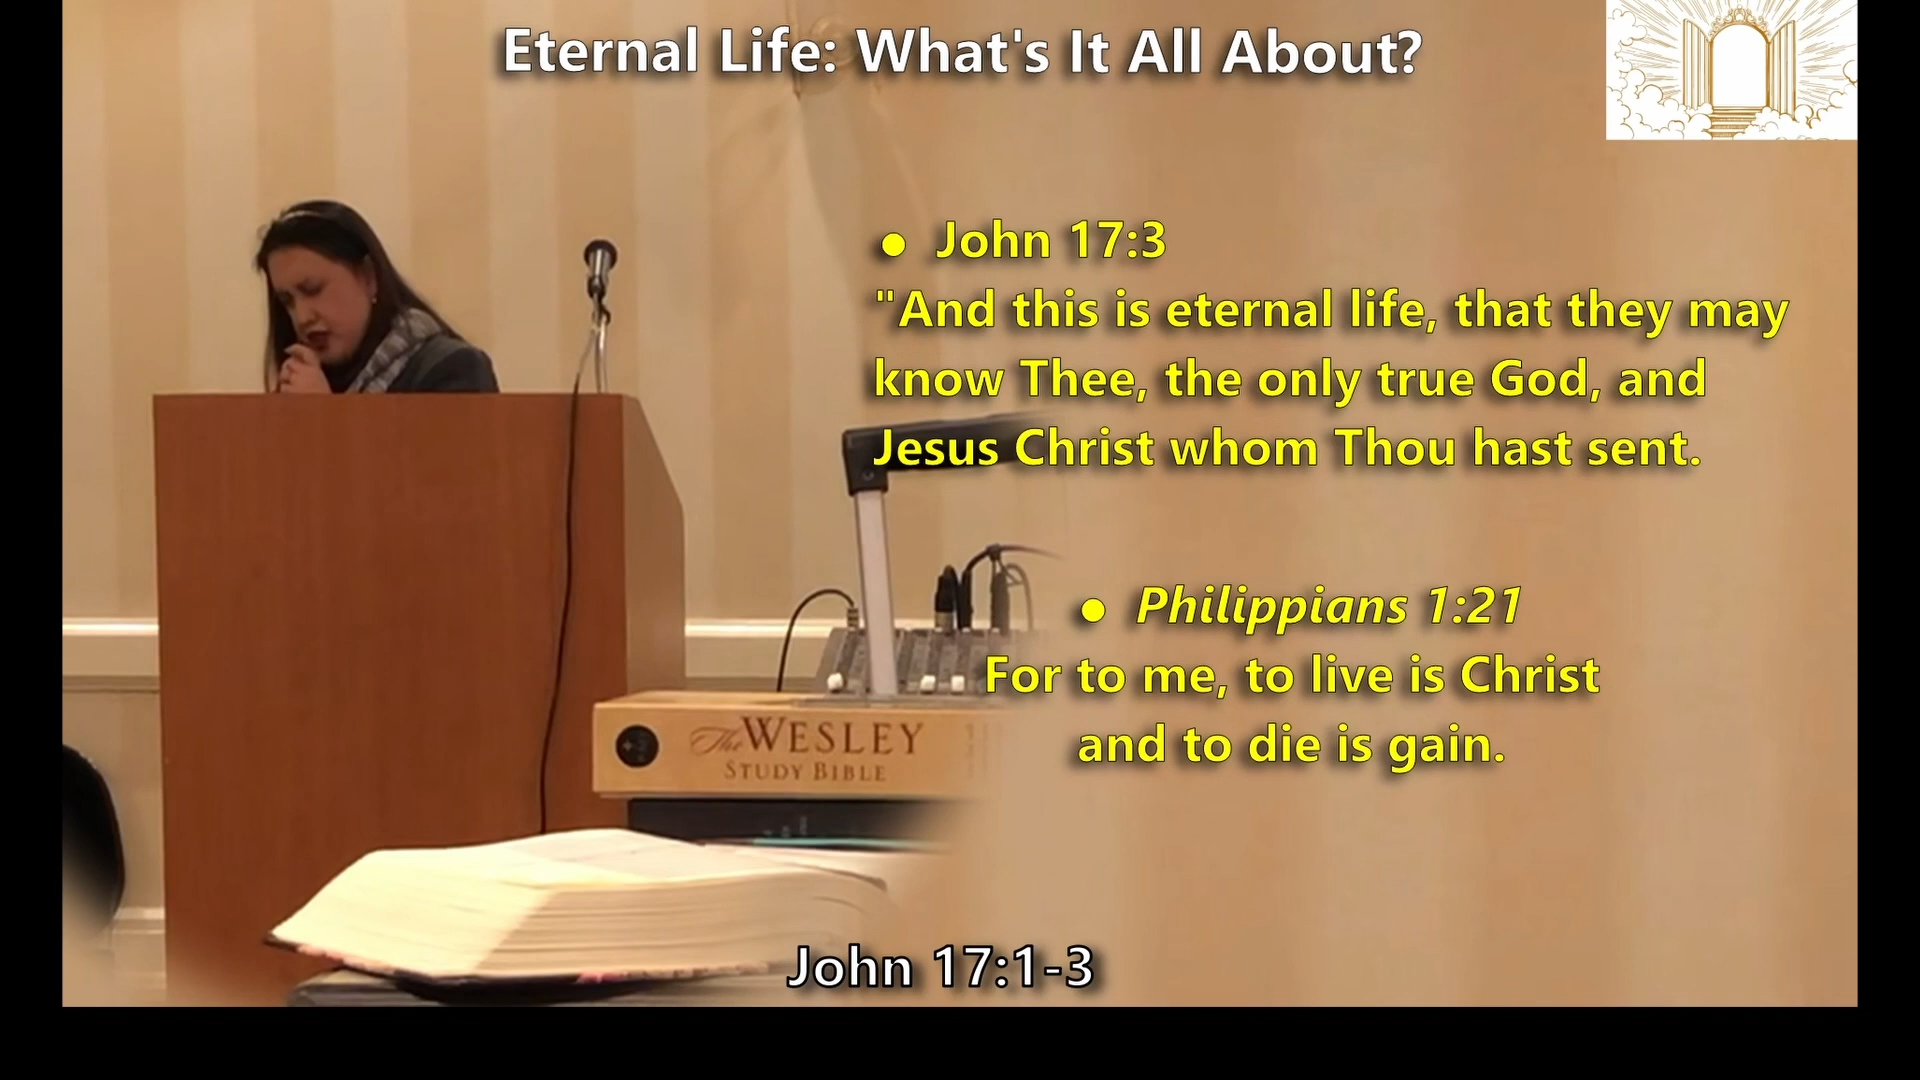 Eternal Life: What's It All About?
● John 17:3
"And this is eternal life, that they may
know Thee, the only true God, and
Jesus Christ whom Thou hast sent.
● Philippians 1:21
For to me, to live is Christ
and to die is gain.
The WESLEY
STUDY BIBLE
John 17:1-3